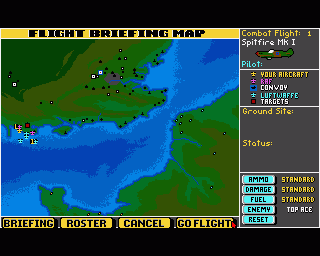 FLIGHT BRIEFING MAP
Combat Flight: 1
Spitfire Mk I
Pilot:
YOUR AIRCRAFT
RAF
CONVOY
LUFTWAFFE
TARGETS
Ground Site:
Status:
AMMO STANDARD
DAMAGE STANDARD
FUEL STANDARD
ENEMY TOP ACE
RESET
BRIEFING ROSTER CANCEL GO FLIGHT